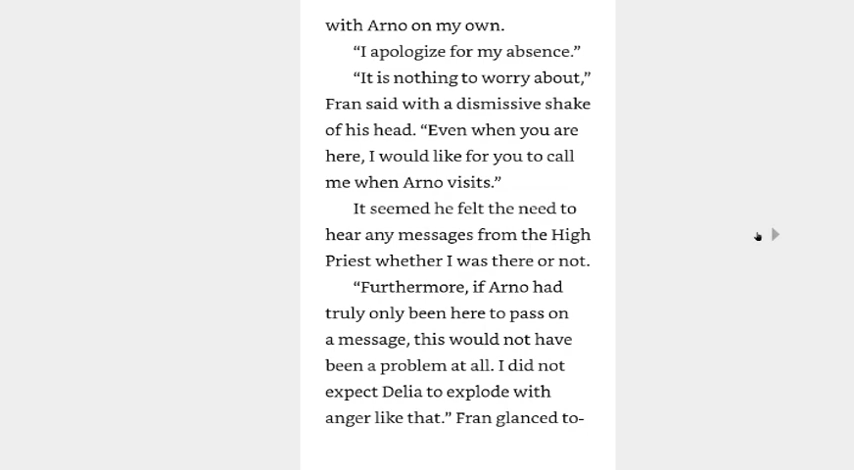 with Arno on my own.
“I apologize for my absence.”
“It is nothing to worry about,”
Fran said with a dismissive shake
of his head. “Even when you are
here, I would like for you to call
me when Arno visits.”
It seemed he felt the need to
hear any messages from the High
Priest whether I was there or not.
“Furthermore, if Arno had
truly only been here to pass on
a message, this would not have
been a problem at all. I did not
expect Delia to explode with
anger like that.” Fran glanced to-